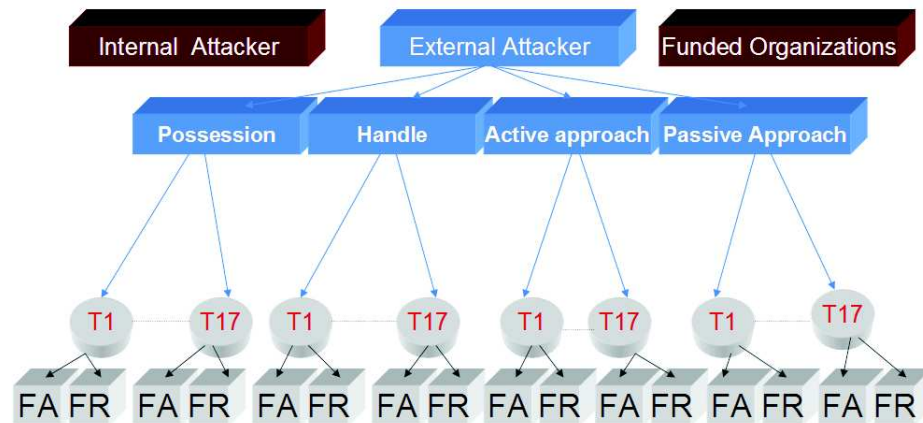 Internal Attacker
External Attacker
Funded Organizations
Possession
Handle
Active approach
Passive Approach
T1
T17
T1
T17
T1
T17
T1
T17
FA FR
FA FR
FA FR
FA FR
FA FR
FA FR
FA FR
FA FR